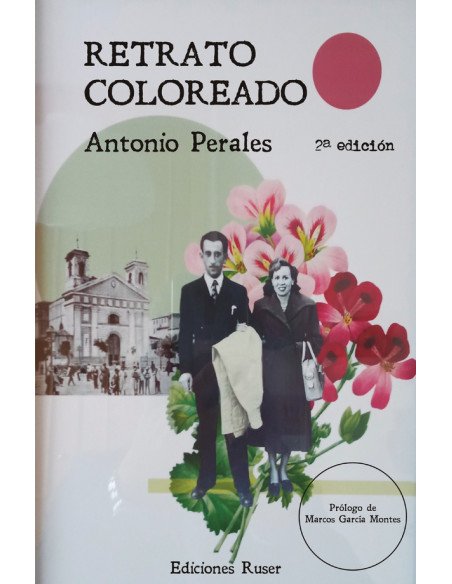 RETRATO
COLOREADO
Antonio Perales
2ª edición
Prólogo de
Marcos García Montes
Ediciones Ruser